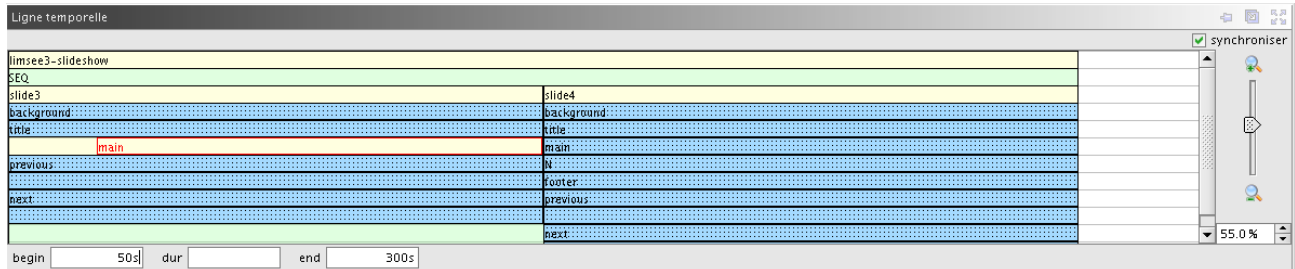 Ligne temporelle
synchroniser
limsee3-slideshow
SEQ
slide3 slide4
background background
title title
main main
previous N
footer
next previous
next
55.0%
begin 50s dur end 300s